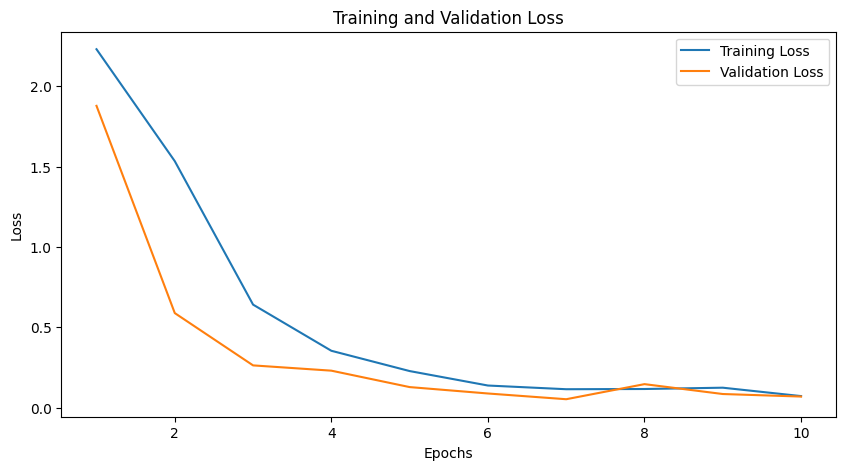 Training and Validation Loss
Training Loss
Validation Loss
2.0
1.5
1.0
0.5
0.0
Loss
2
4
6
8
10
Epochs